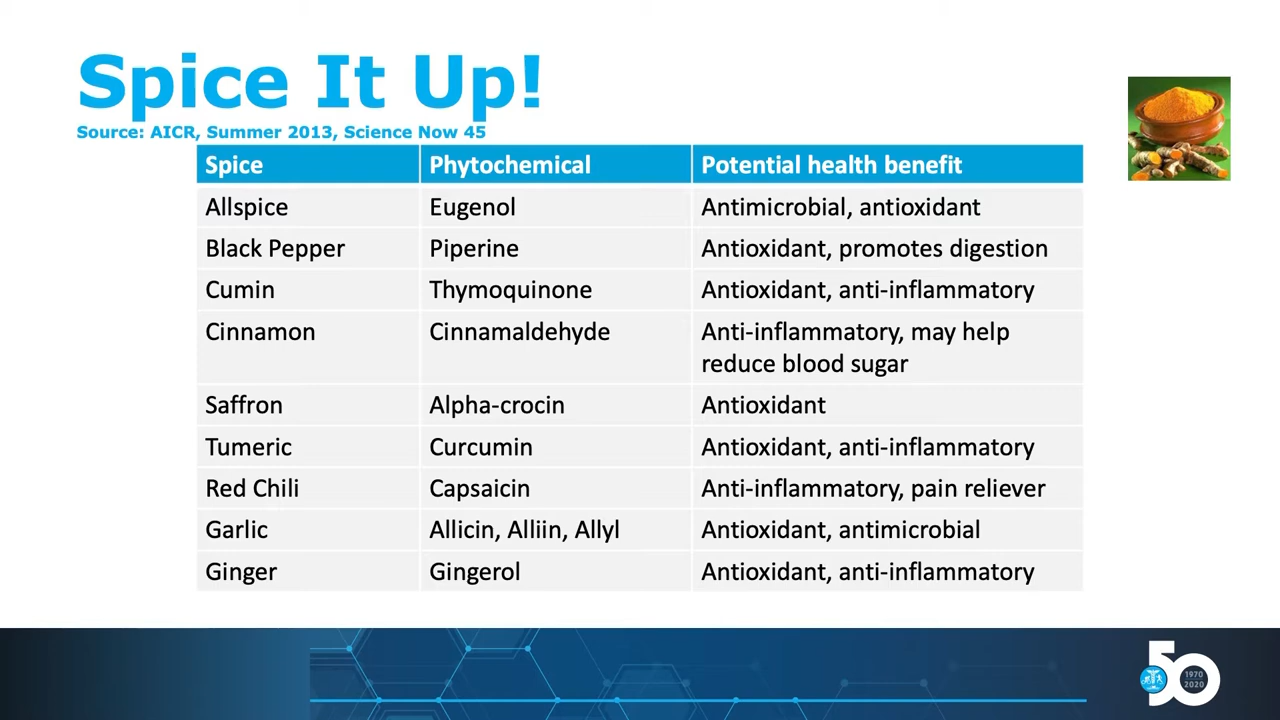 Spice It Up!
Source: AICR, Summer 2013, Science Now 45
Spice Phytochemical Potential health benefit
Allspice Eugenol Antimicrobial, antioxidant
Black Pepper Piperine Antioxidant, promotes digestion
Cumin Thymoquinone Antioxidant, anti-inflammatory
Cinnamon Cinnamaldehyde Anti-inflammatory, may help
reduce blood sugar
Saffron Alpha-crocin Antioxidant
Tumeric Curcumin Antioxidant, anti-inflammatory
Red Chili Capsaicin Anti-inflammatory, pain reliever
Garlic Allicin, Alliin, Allyl Antioxidant, antimicrobial
Ginger Gingerol Antioxidant, anti-inflammatory
50
1970
2020